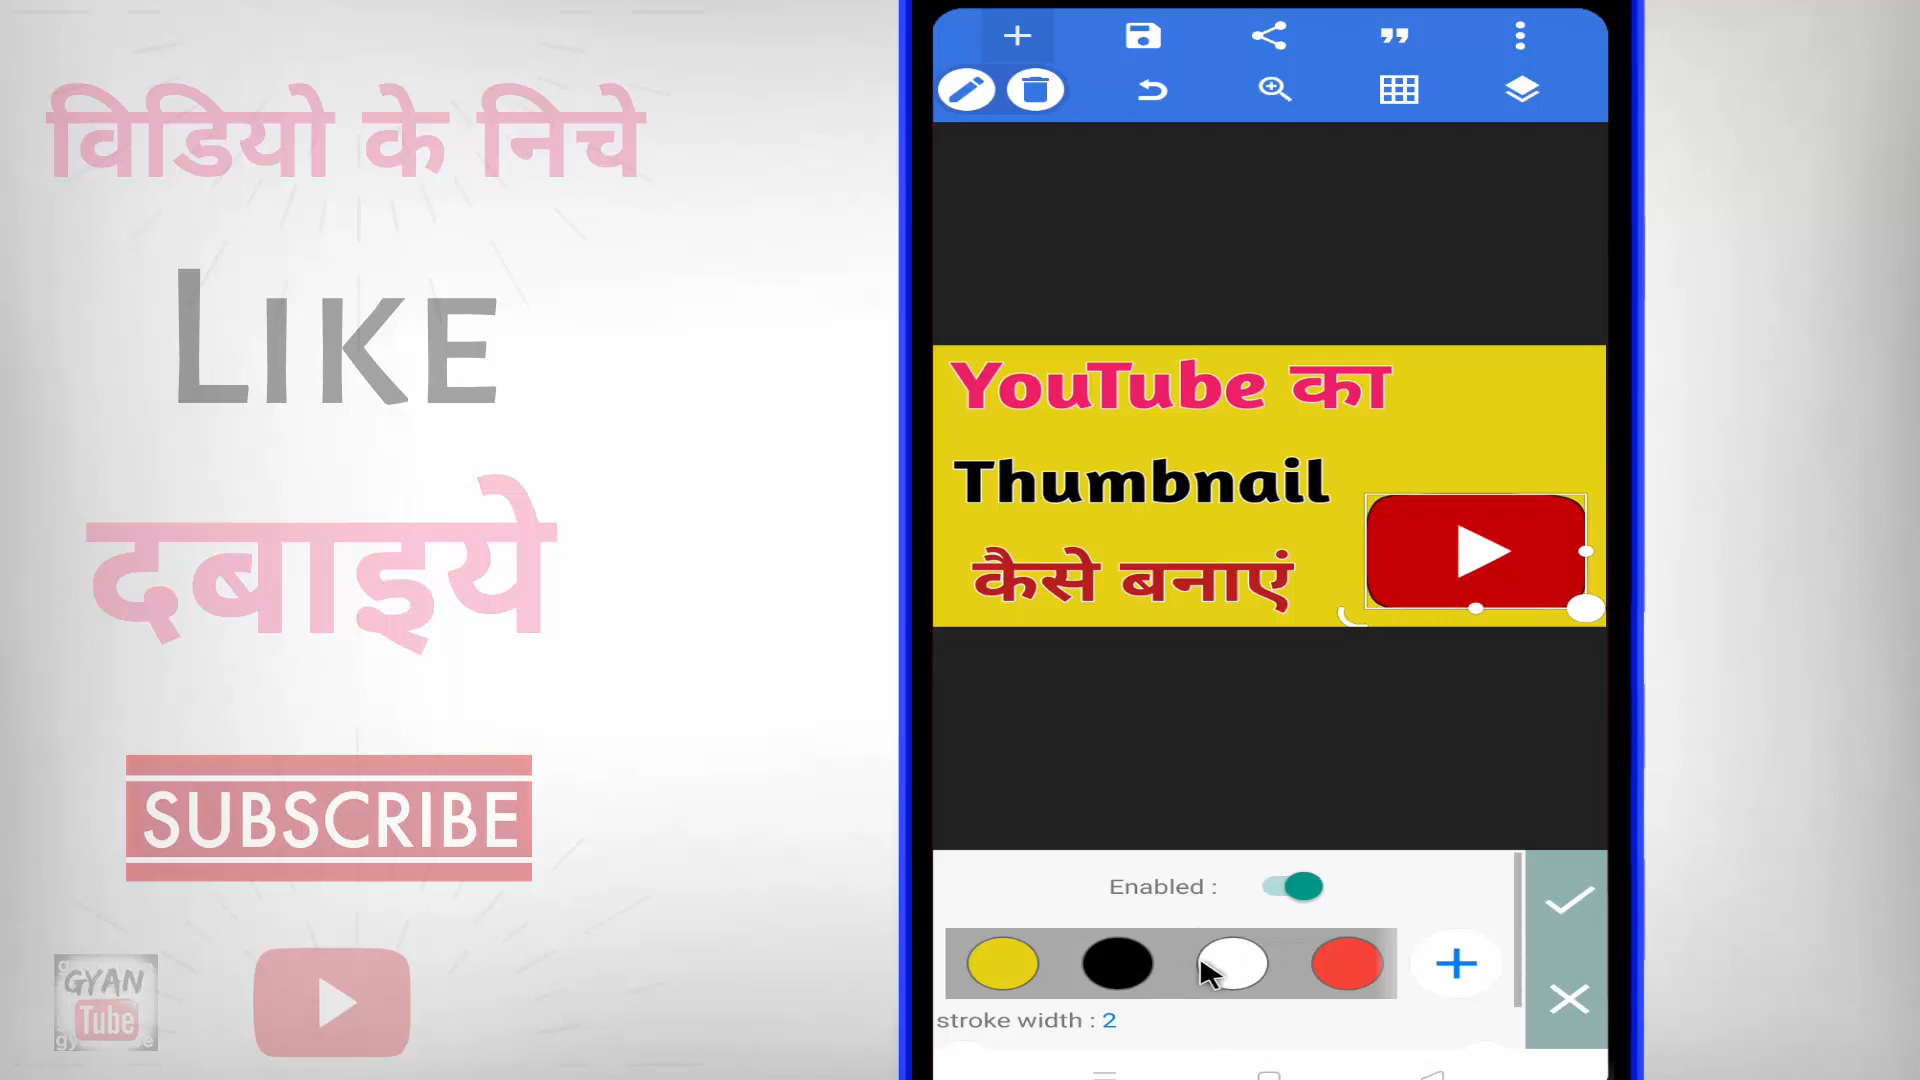 विडियो के निचे
LIKE
दबाइये
SUBSCRIBE
GYAN
Tube
YouTube का
Thumbnail
कैसे बनाएं
Enabled :
stroke width : 2